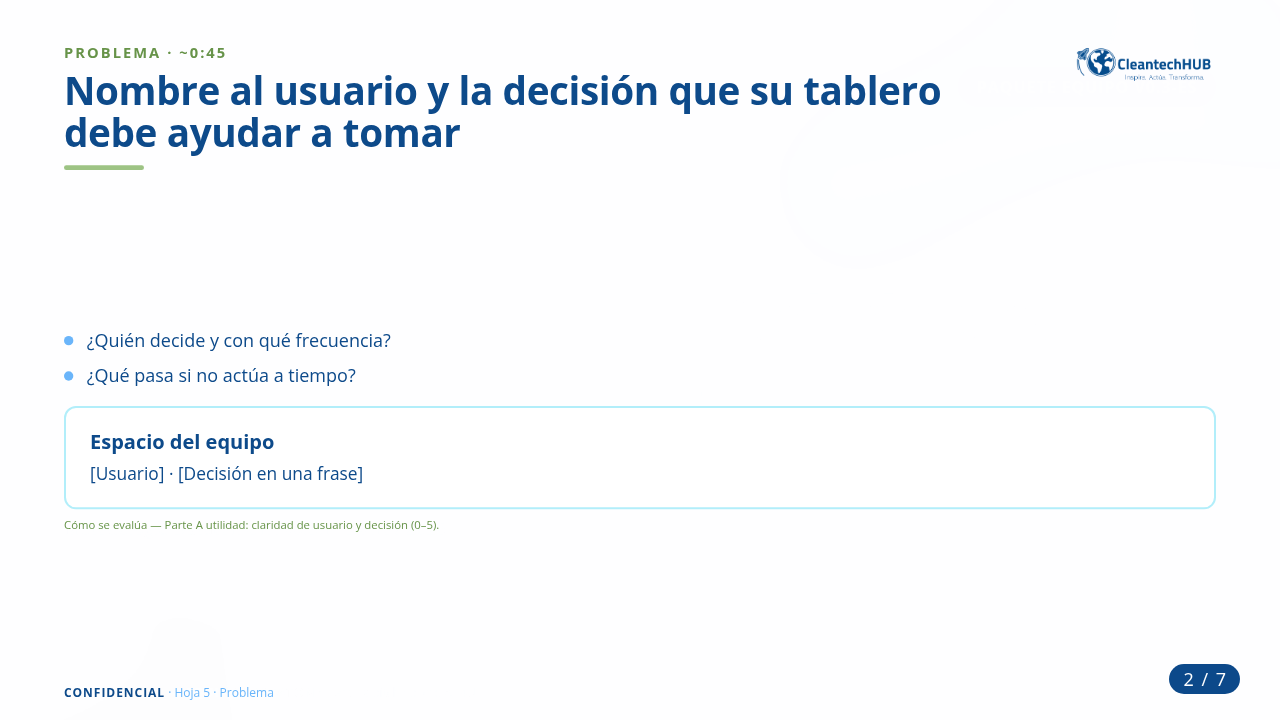 PROBLEMA · ~0:45
CleantechHUB
Inspira. Actúa. Transforma.
Nombre al usuario y la decisión que su tablero
debe ayudar a tomar
¿Quién decide y con qué frecuencia?
¿Qué pasa si no actúa a tiempo?
Espacio del equipo
[Usuario] · [Decisión en una frase]
Cómo se evalúa — Parte A utilidad: claridad de usuario y decisión (0–5).
CONFIDENCIAL · Hoja 5 · Problema
2 / 7